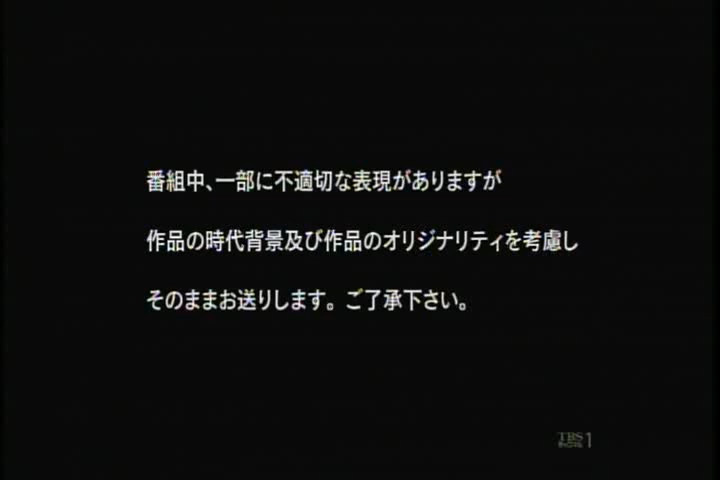 番組中、一部に不適切な表現がありますが
作品の時代背景及び作品のオリジナリティを考慮し
そのままお送りします。ご了承下さい。
TBS 1